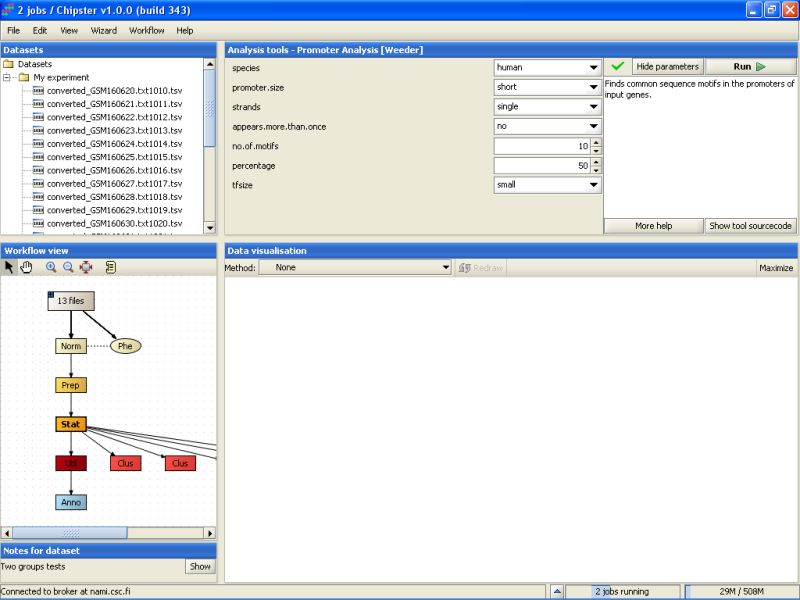 2 jobs / Chipster v1.0.0 (build 343)
File Edit View Wizard Workflow Help
Datasets
Datasets
My experiment
converted_GSM160620.txt1010.tsv
converted_GSM160621.txt1011.tsv
converted_GSM160622.txt1012.tsv
converted_GSM160623.txt1013.tsv
converted_GSM160624.txt1014.tsv
converted_GSM160625.txt1015.tsv
converted_GSM160626.txt1016.tsv
converted_GSM160627.txt1017.tsv
converted_GSM160628.txt1018.tsv
converted_GSM160629.txt1019.tsv
converted_GSM160630.txt1020.tsv
Analysis tools - Promoter Analysis [Weeder]
species human
promoter.size short
strands single
appears.more.than.once no
no.of.motifs 10
percentage 50
tfsize small
Hide parameters Run
Finds common sequence motifs in the promoters of
input genes.
More help Show tool sourcecode
Workflow view
13 files
Norm Phe
Prep
Stat
Util Clus Clus
Anno
Notes for dataset
Two groups tests Show
Data visualisation
Method: None Redraw Maximize
Connected to broker at nami.csc.fi 2 jobs running 29M / 508M